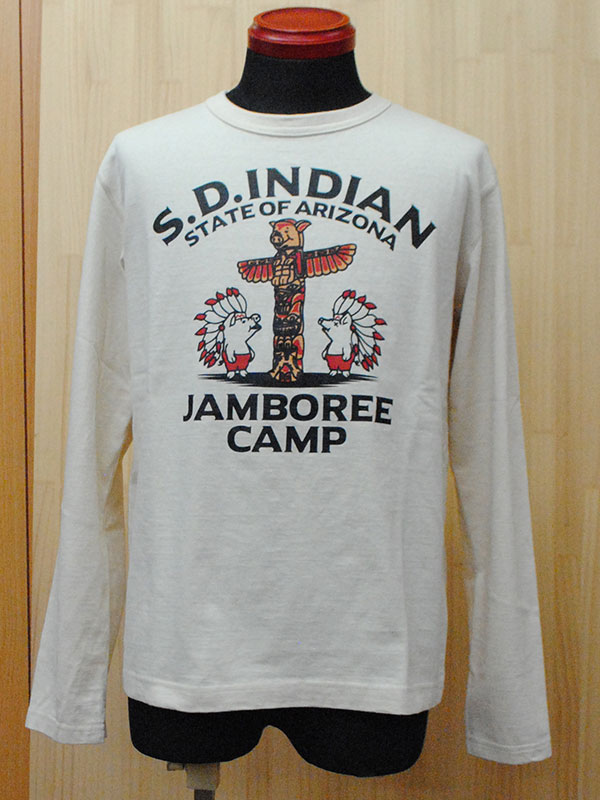 S.D.INDIAN
STATE OF ARIZONA
JAMBOREE
CAMP